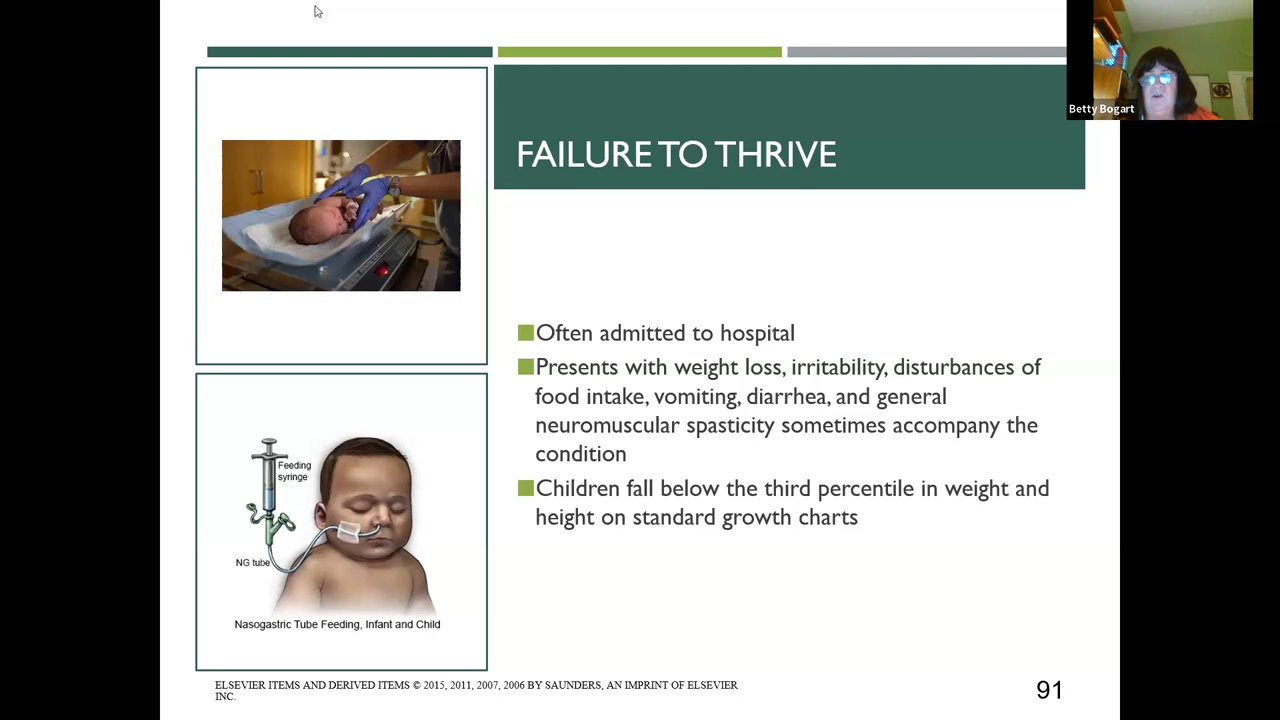 Betty Bogart
FAILURE TO THRIVE
Often admitted to hospital
Presents with weight loss, irritability, disturbances of
food intake, vomiting, diarrhea, and general
neuromuscular spasticity sometimes accompany the
condition
Children fall below the third percentile in weight and
height on standard growth charts
Feeding
syringe
NG tube
Nasogastric Tube Feeding, Infant and Child
ELSEVIER ITEMS AND DERIVED ITEMS © 2015, 2011, 2007, 2006 BY SAUNDERS, AN IMPRINT OF ELSEVIER
INC.
91